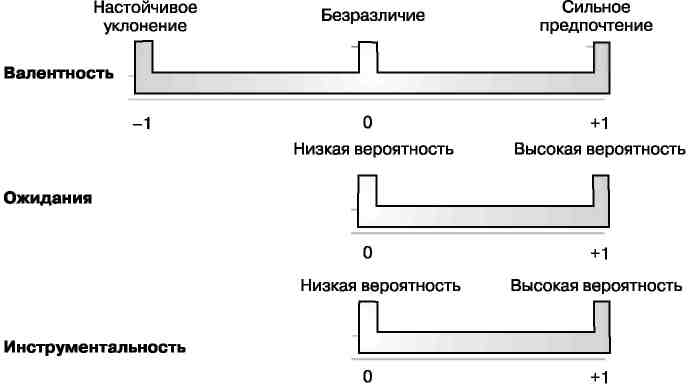 Настойчивое
уклонение
Безразличие
Сильное
предпочтение
Валентность
−1
0
+1
Низкая вероятность
Высокая вероятность
Ожидания
0
+1
Низкая вероятность
Высокая вероятность
Инструментальность
0
+1